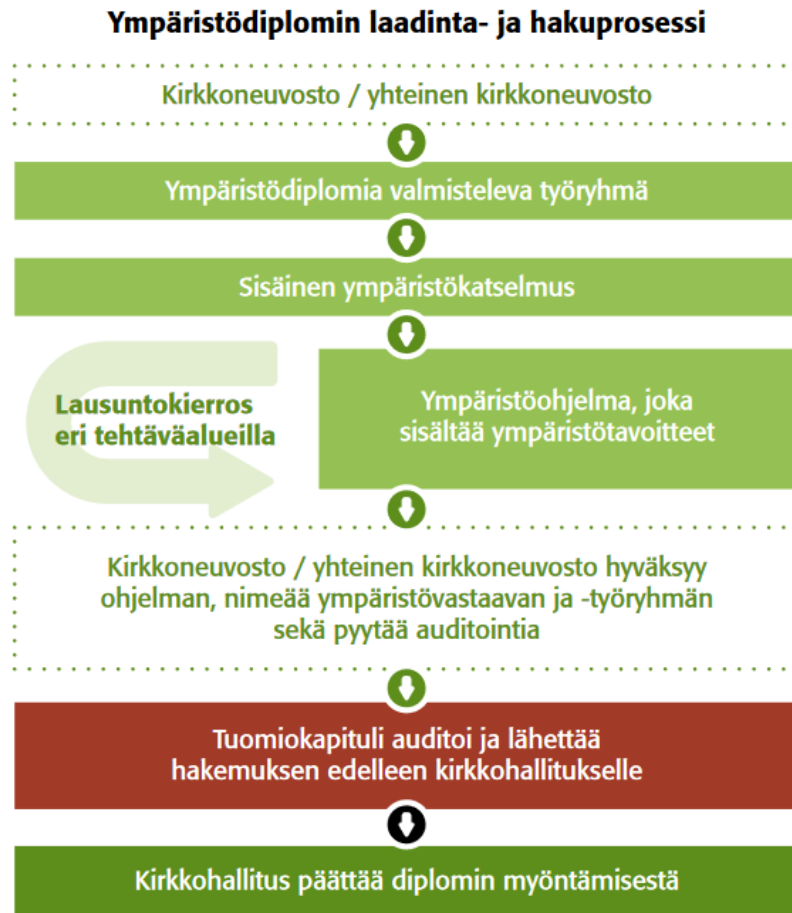 Ympäristödiplomin laadinta- ja hakuprosessi
Kirkkoneuvosto / yhteinen kirkkoneuvosto
Ympäristödiplomia valmisteleva työryhmä
Sisäinen ympäristökatselmus
Lausuntokierros
eri tehtäväalueilla
Ympäristöohjelma, joka
sisältää ympäristötavoitteet
Kirkkoneuvosto / yhteinen kirkkoneuvosto hyväksyy
ohjelman, nimeää ympäristövastaavan ja -työryhmän
sekä pyytää auditointia
Tuomiokapituli auditoi ja lähettää
hakemuksen edelleen kirkkohallitukselle
Kirkkohallitus päättää diplomin myöntämisestä